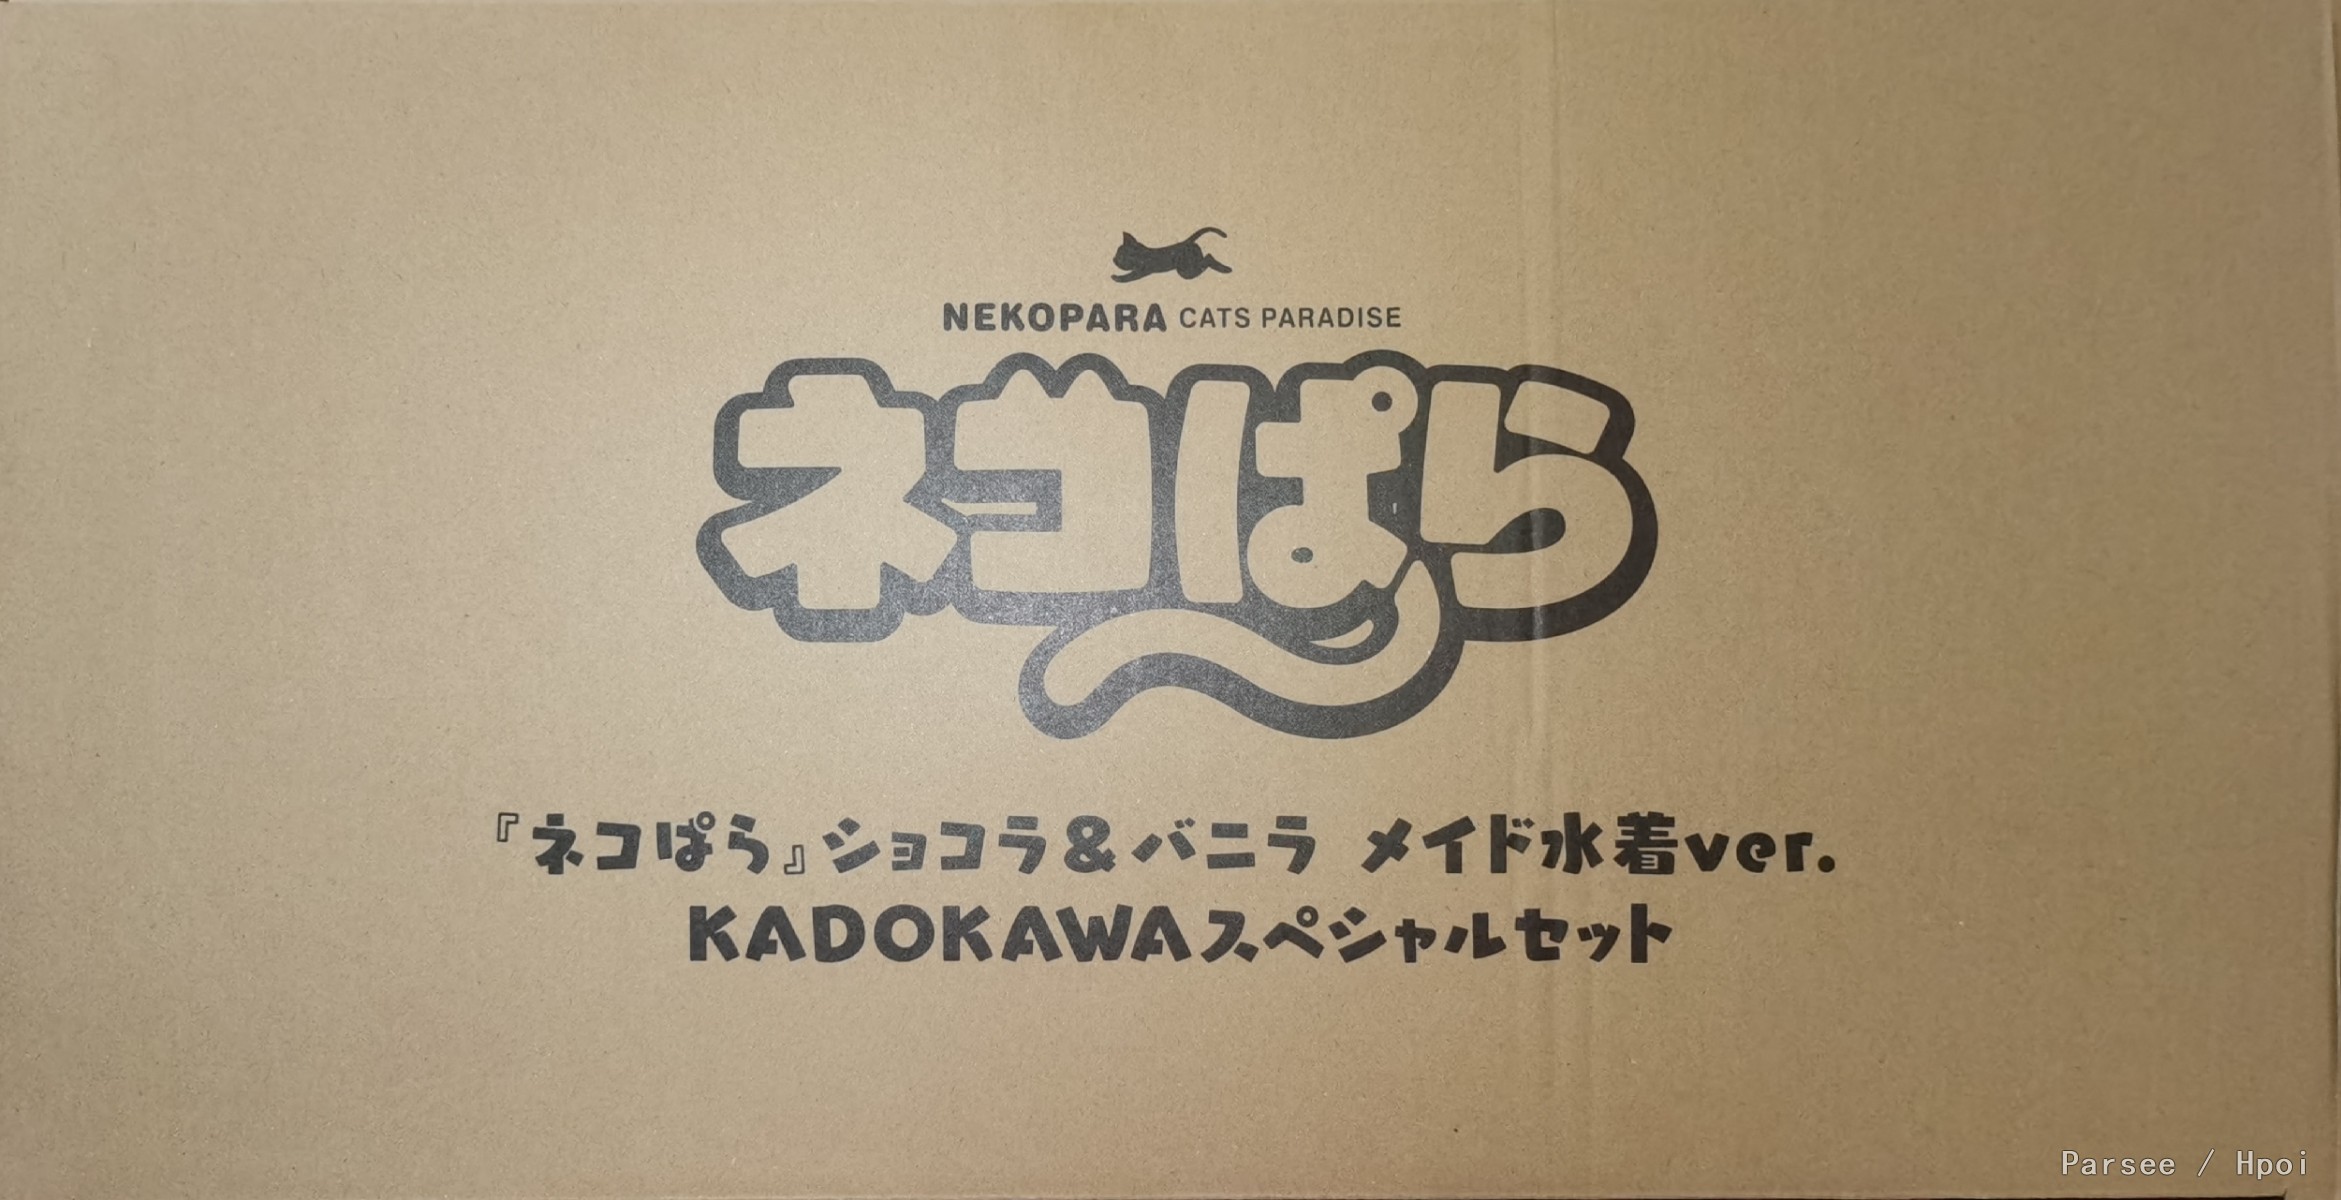 NEKOPARA CATS PARADISE
ネコぱら
『ネコぱら』ショコラ&バニラ メイド水着ver.
KADOKAWAスペシャルセット
Parsee / Hpoi